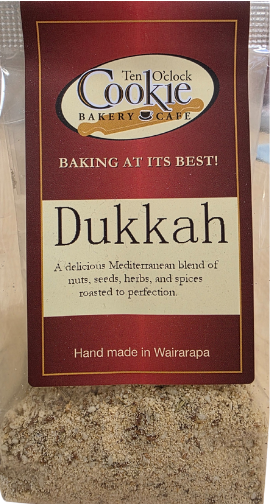 Ten O'clock
Cookie
BAKERY CAFE
BAKING AT ITS BEST!
Dukkah
A delicious Mediterranean blend of
nuts, seeds, herbs, and spices
roasted to perfection.
Hand made in Wairarapa